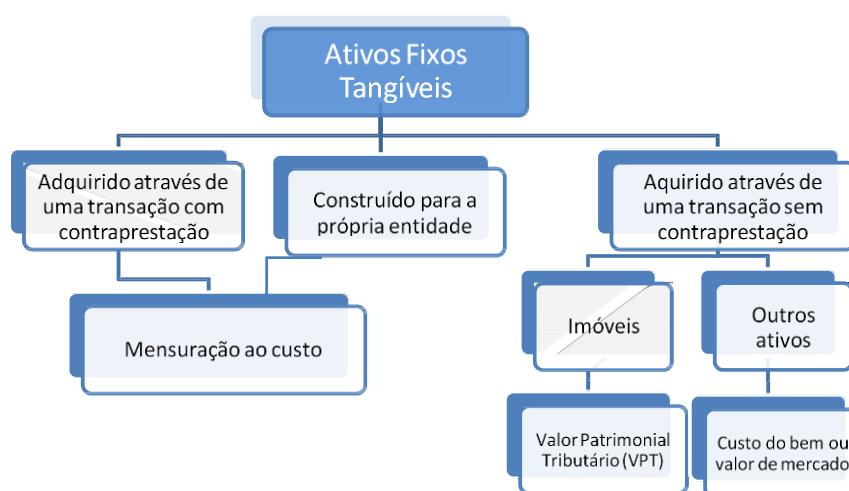 Ativos Fixos
Tangíveis
Adquirido através de
uma transação com
contraprestação
Construído para a
própria entidade
Aquirido através de
uma transação sem
contraprestação
Mensuração ao custo
Imóveis
Outros
ativos
Valor Patrimonial
Tributário (VPT)
Custo do bem ou
valor de mercado